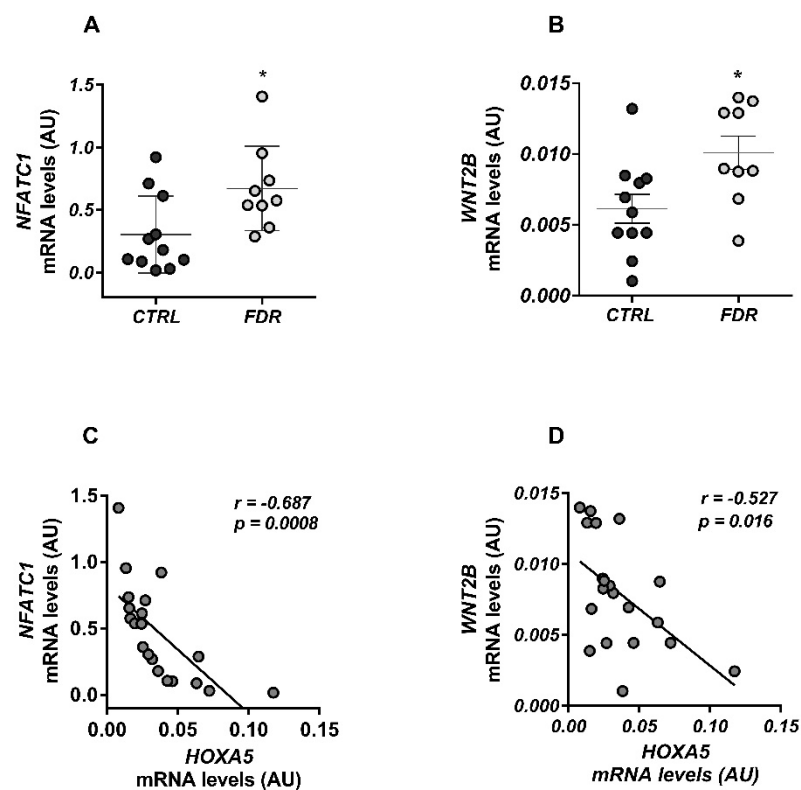 A
NFATC1
mRNA levels (AU)
1.5
1.0
0.5
0.0
*
CTRL
FDR
B
WNT2B
mRNA levels (AU)
0.015
0.010
0.005
0.000
*
CTRL
FDR
C
NFATC1
mRNA levels (AU)
1.5
1.0
0.5
0.0
r = -0.687
p = 0.0008
0.00 0.05 0.10 0.15
HOXA5
mRNA levels (AU)
D
WNT2B
mRNA levels (AU)
0.015
0.010
0.005
0.000
r = -0.527
p = 0.016
0.00 0.05 0.10 0.15
HOXA5
mRNA levels (AU)